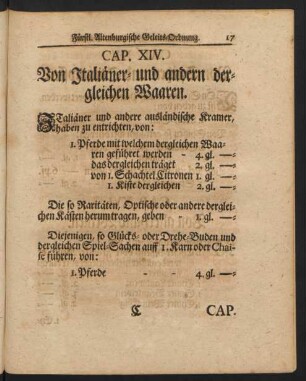 Fürstl. Altenburgische Geleits-Ordnung. 17
CAP. XIV.
Von Italiäner- und andern der-
gleichen Waaren.
ITaliäner und andere ausländische Kramer,
haben zu entrichten, von:
1. Pferde mit welchem dergleichen Waa-
ren geführet werden - 4. gl. —:
das dergleichen träget 2. gl. —:
von 1. Schachtel Citronen 1. gl. —:
1. Kiste dergleichen 2. gl. —:
Die so Raritäten, Optische oder andere derglei-
chen Kästen herum tragen, geben 1. gl. —:
Diejenigen, so Glücks- oder Drehe-Buden und
dergleichen Spiel-Sachen auff 1. Karn oder Chai-
se führen, von:
1. Pferde - - 4. gl. —:
C CAP.